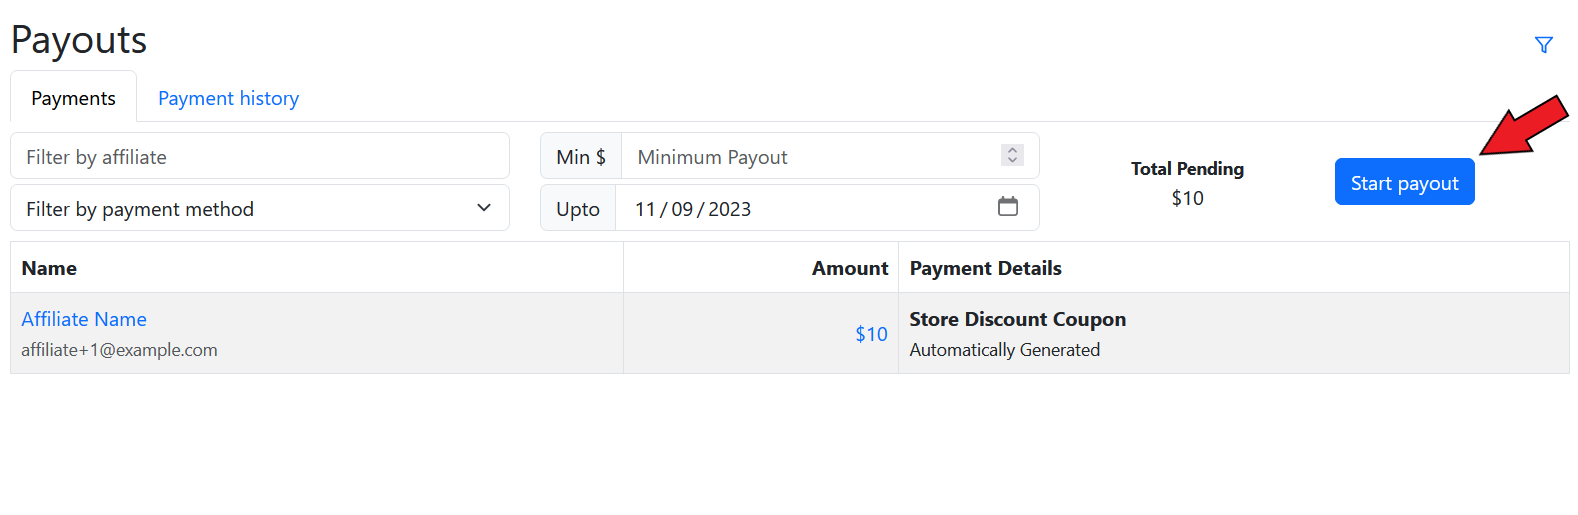 Payouts
Payments
Payment history
Filter by affiliate
Min $
Minimum Payout
Filter by payment method
Upto
11/09/2023
Total Pending
$10
Start payout
Name
Amount
Payment Details
Affiliate Name
affiliate+1@example.com
$10
Store Discount Coupon
Automatically Generated